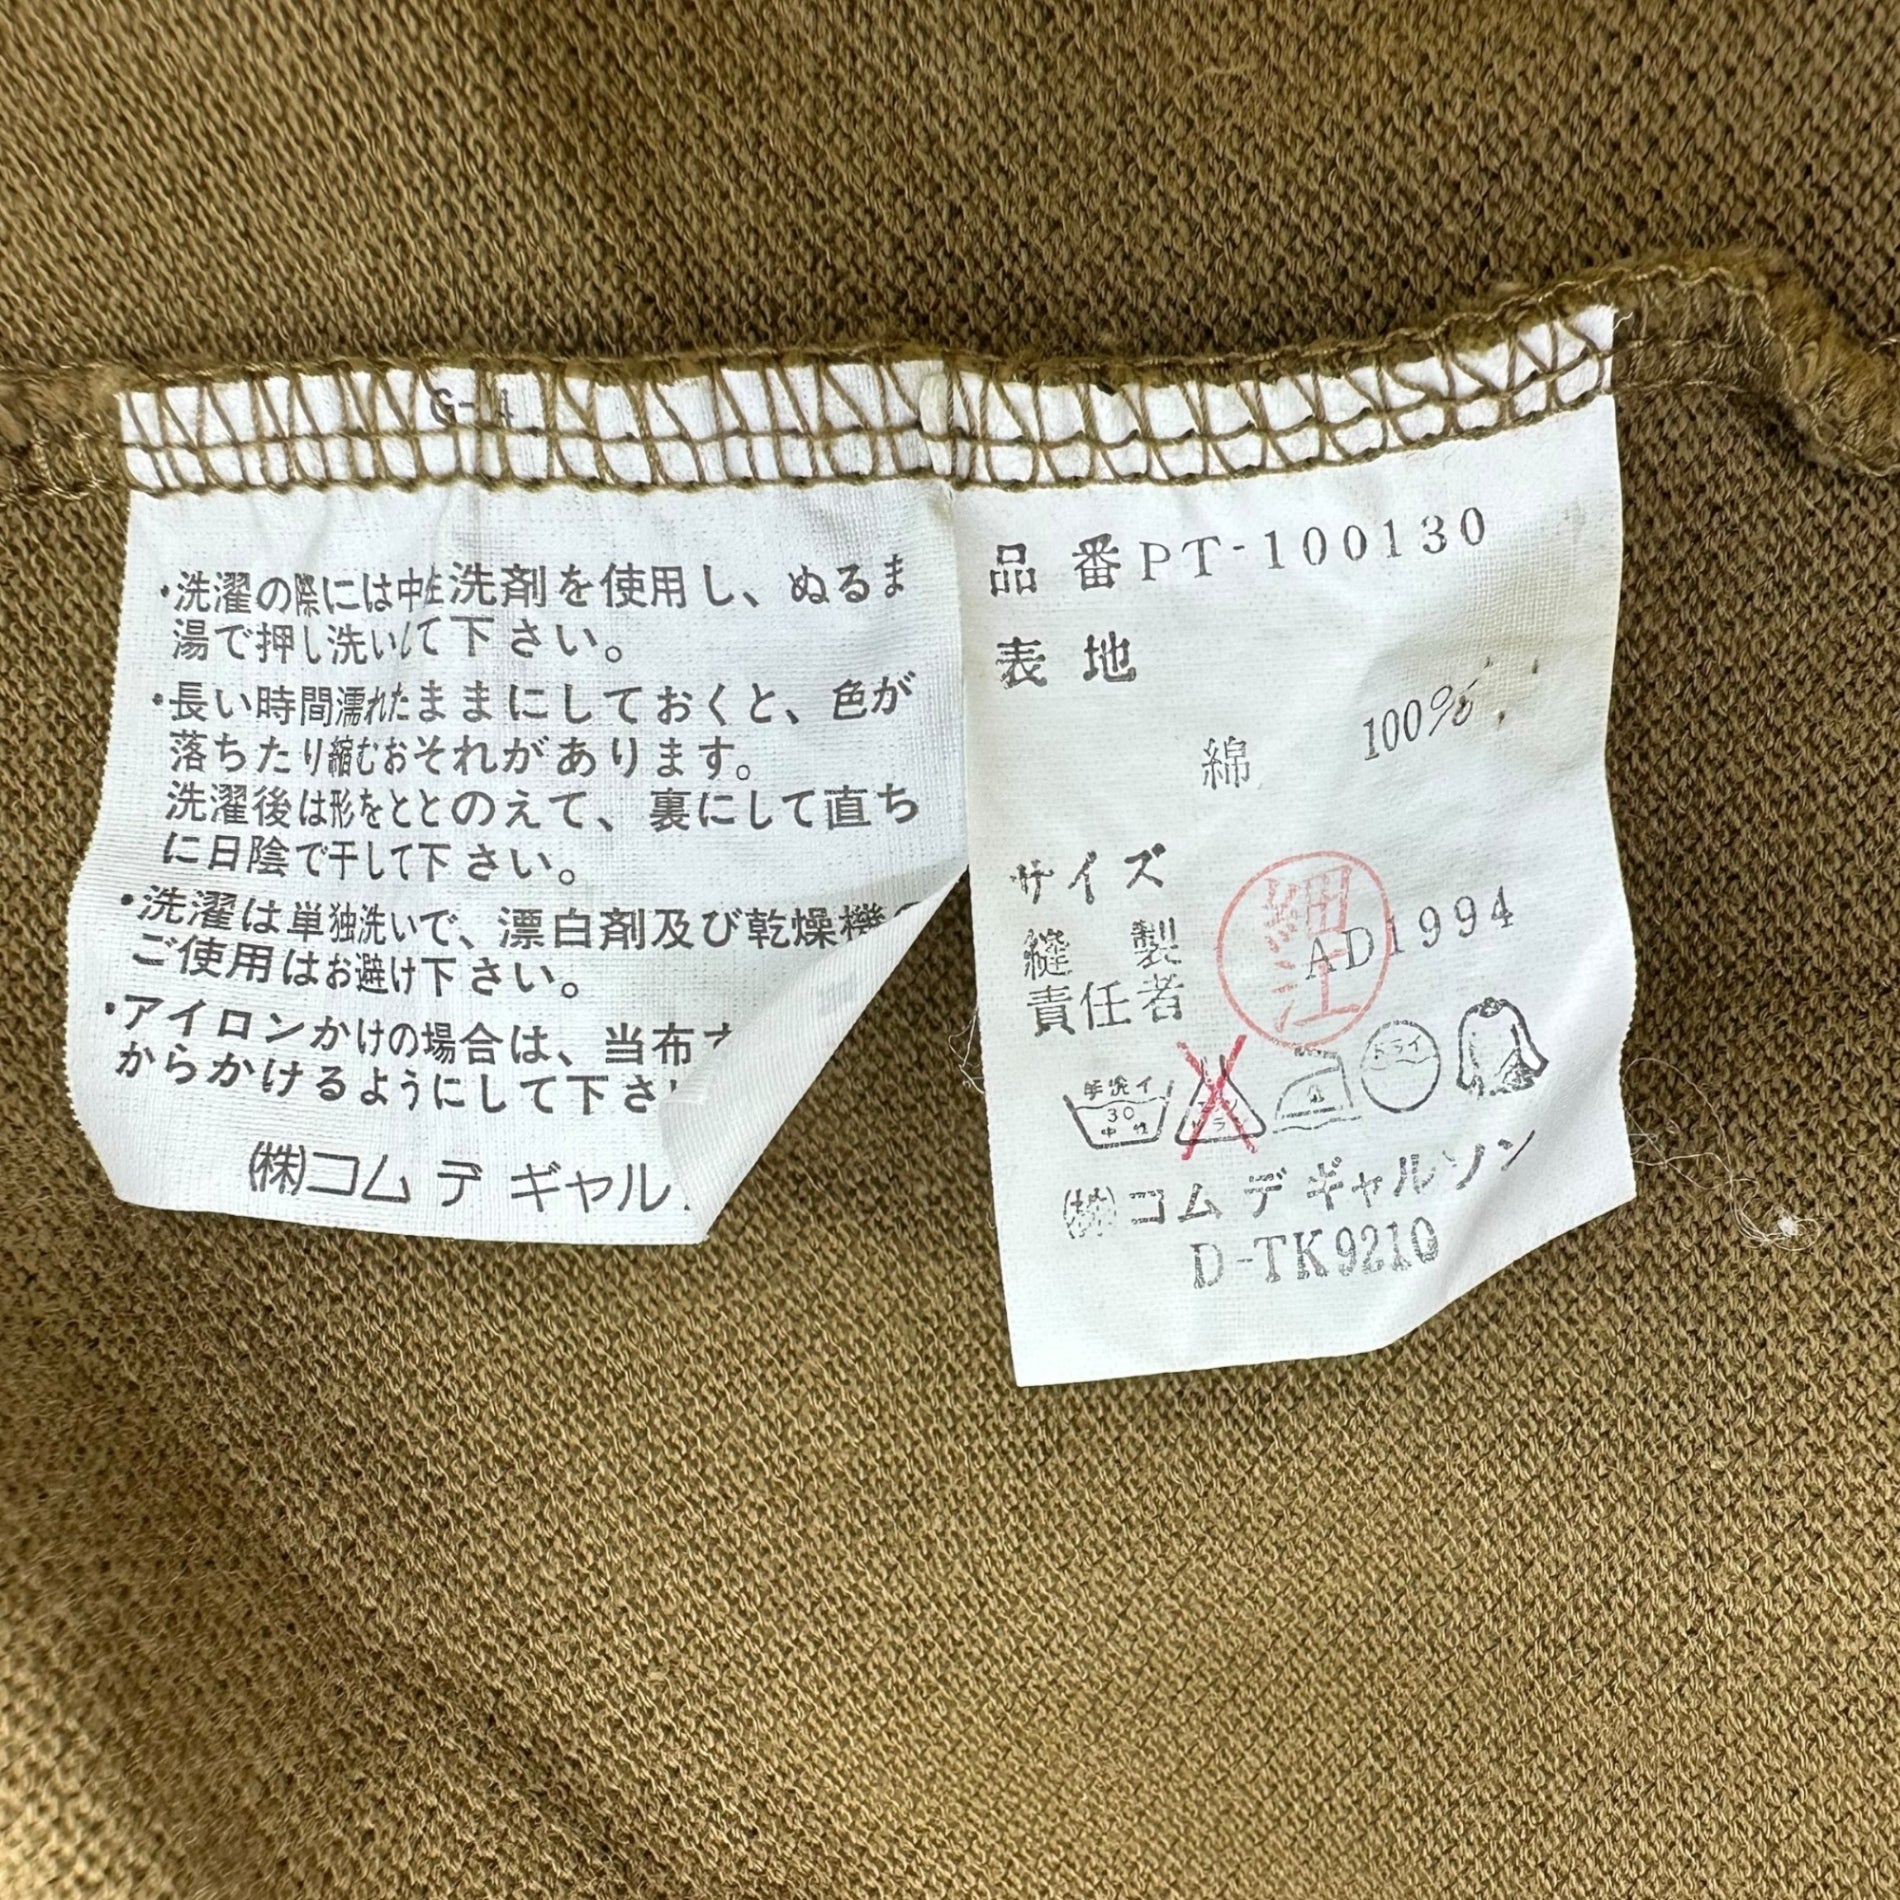 G-4
・洗濯の際には中性洗剤を使用し、ぬるま
湯で押し洗いして下さい。
・長い時間濡れたままにしておくと、色が
落ちたり縮むおそれがあります。
洗濯後は形をととのえて、裏にして直ち
に日陰で干して下さい。
・洗濯は単独洗いで、漂白剤及び乾燥機
ご使用はお避け下さい。
・アイロンかけの場合は、当布
からかけるようにして下さ
(株)コム デ ギャル
品 番 PT-100130
表 地
綿 100%
サイズ
縫 製 AD1994
責任者
細江
手洗イ
30
中性
ドライ
(株)コム デ ギャルソン
D-TK9210